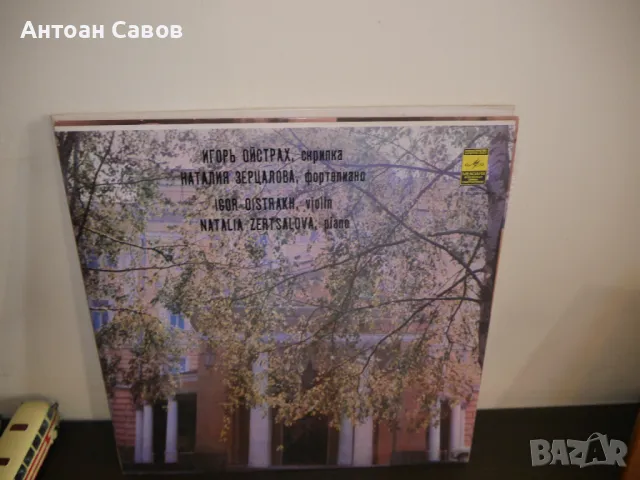 Антоан Савов
ИГОРЬ ОЙСТРАХ, скрипка
НАТАЛИЯ ЗЕРЦАЛОВА, фортепиано
IGOR OISTRAKH, violin
NATALIA ZERTSALOVA, piano
BAZAR